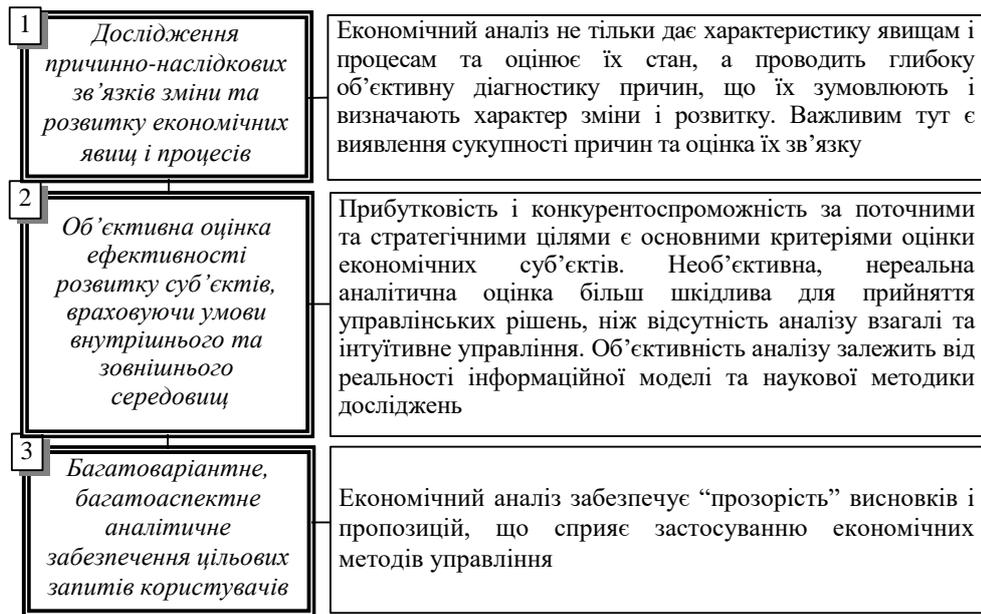 1
Дослідження
причинно-наслідкових
зв’язків зміни та
розвитку економічних
явищ і процесів
Економічний аналіз не тільки дає характеристику явищам і
процесам та оцінює їх стан, а проводить глибоку
об’єктивну діагностику причин, що їх зумовлюють і
визначають характер зміни і розвитку. Важливим тут є
виявлення сукупності причин та оцінка їх зв’язку
2
Об’єктивна оцінка
ефективності
розвитку суб’єктів,
враховуючи умови
внутрішнього та
зовнішнього
середовищ
Прибутковість і конкурентоспроможність за поточними
та стратегічними цілями є основними критеріями оцінки
економічних суб’єктів. Необ’єктивна, нереальна
аналітична оцінка більш шкідлива для прийняття
управлінських рішень, ніж відсутність аналізу взагалі та
інтуїтивне управління. Об’єктивність аналізу залежить від
реальності інформаційної моделі та наукової методики
досліджень
3
Багатоваріантне,
багатоаспектне
аналітичне
забезпечення цільових
запитів користувачів
Економічний аналіз забезпечує “прозорість” висновків і
пропозицій, що сприяє застосуванню економічних
методів управління